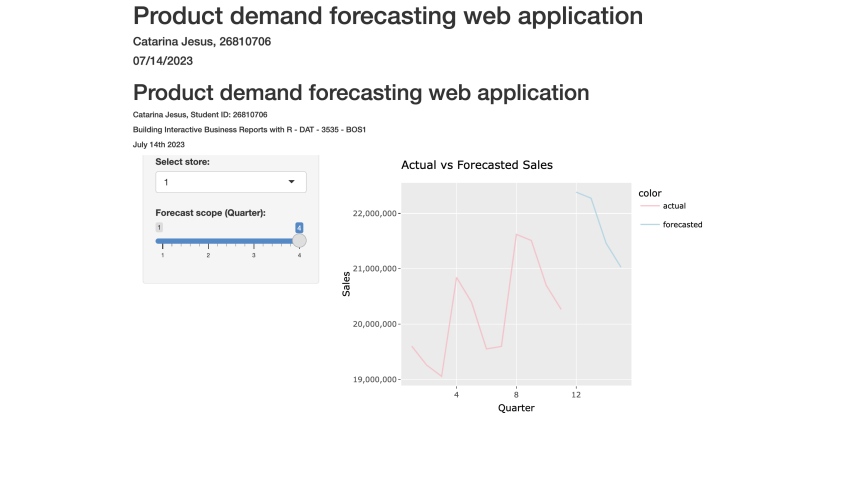 Product demand forecasting web application
Catarina Jesus, 26810706
07/14/2023
Product demand forecasting web application
Catarina Jesus, Student ID: 26810706
Building Interactive Business Reports with R - DAT - 3535 - BOS1
July 14th 2023
Select store:
1
Forecast scope (Quarter):
1 4
1 2 3 4
Actual vs Forecasted Sales
Sales
22,000,000
21,000,000
20,000,000
19,000,000
4 8 12
Quarter
color
actual
forecasted